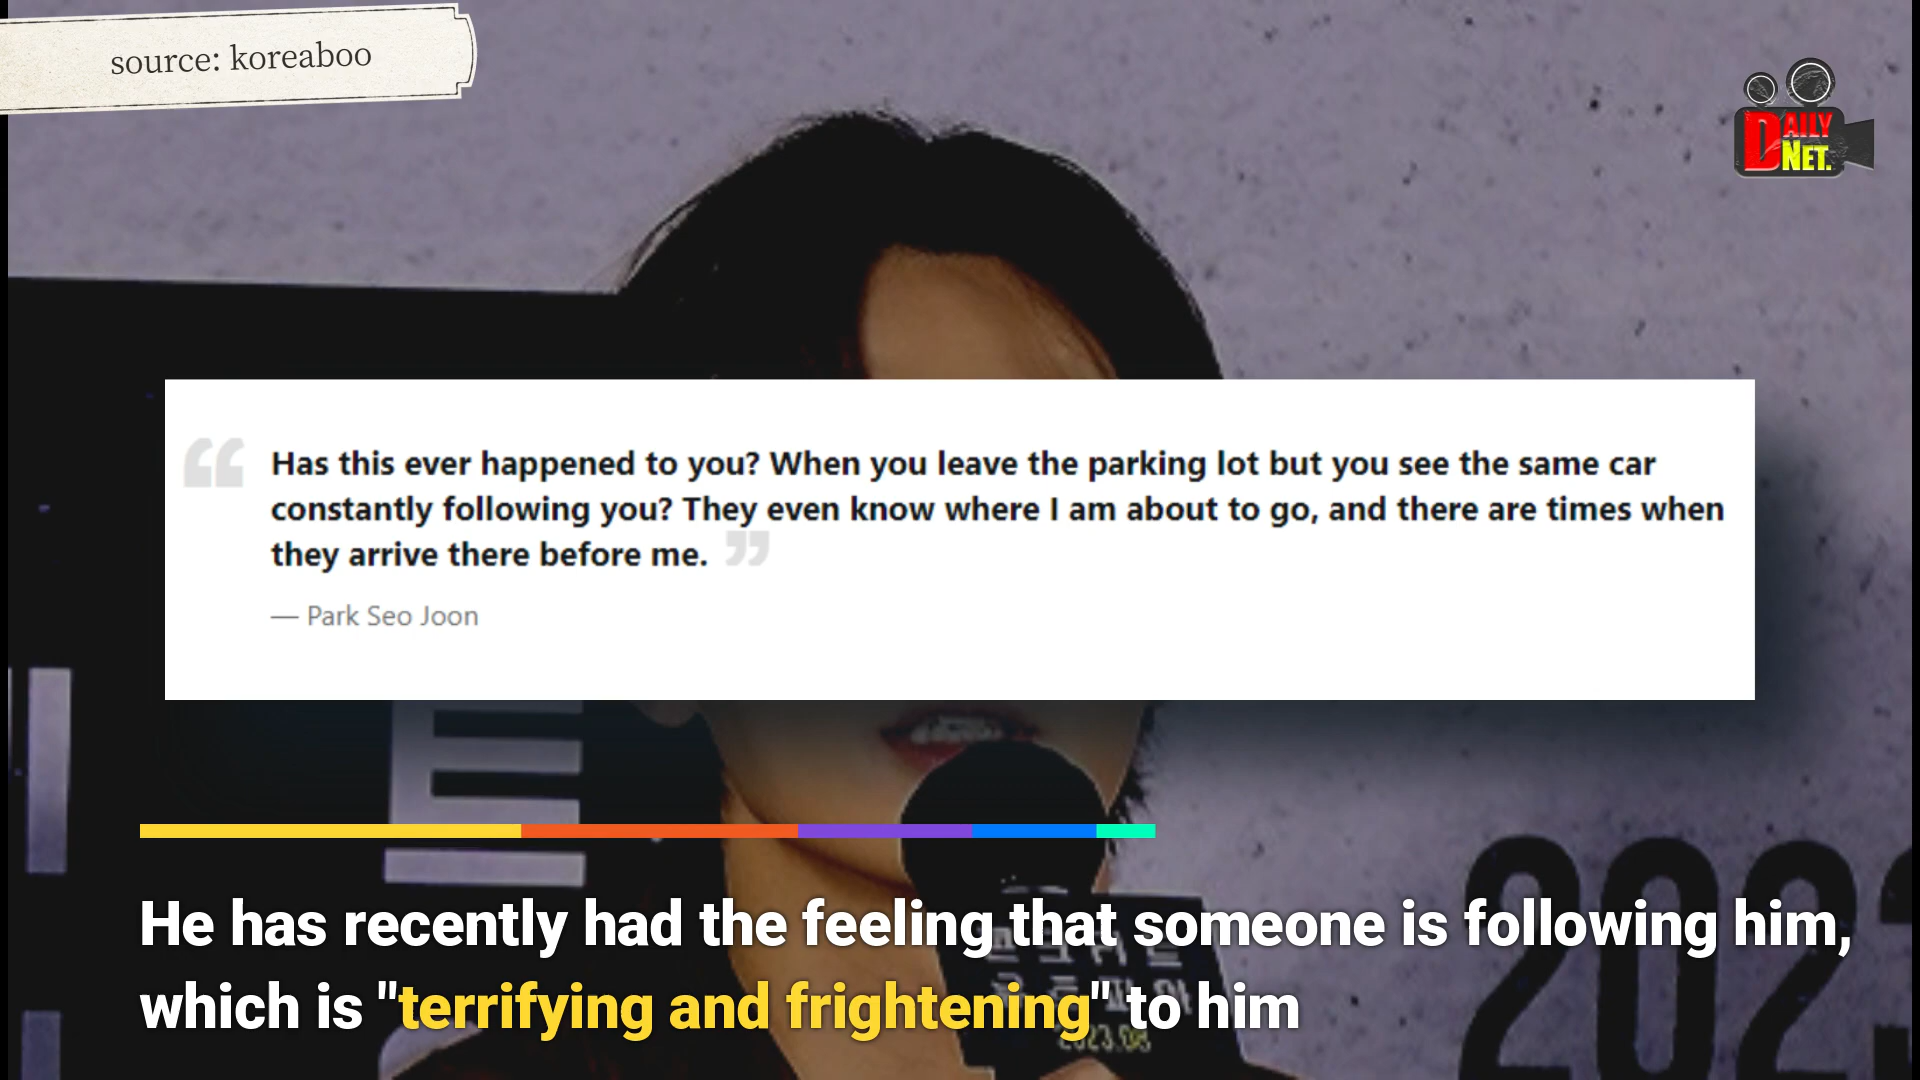 source: koreaboo
DAILY
NET.
Has this ever happened to you? When you leave the parking lot but you see the same car
constantly following you? They even know where I am about to go, and there are times when
they arrive there before me.
— Park Seo Joon
He has recently had the feeling that someone is following him,
which is "terrifying and frightening" to him
2023.08
202